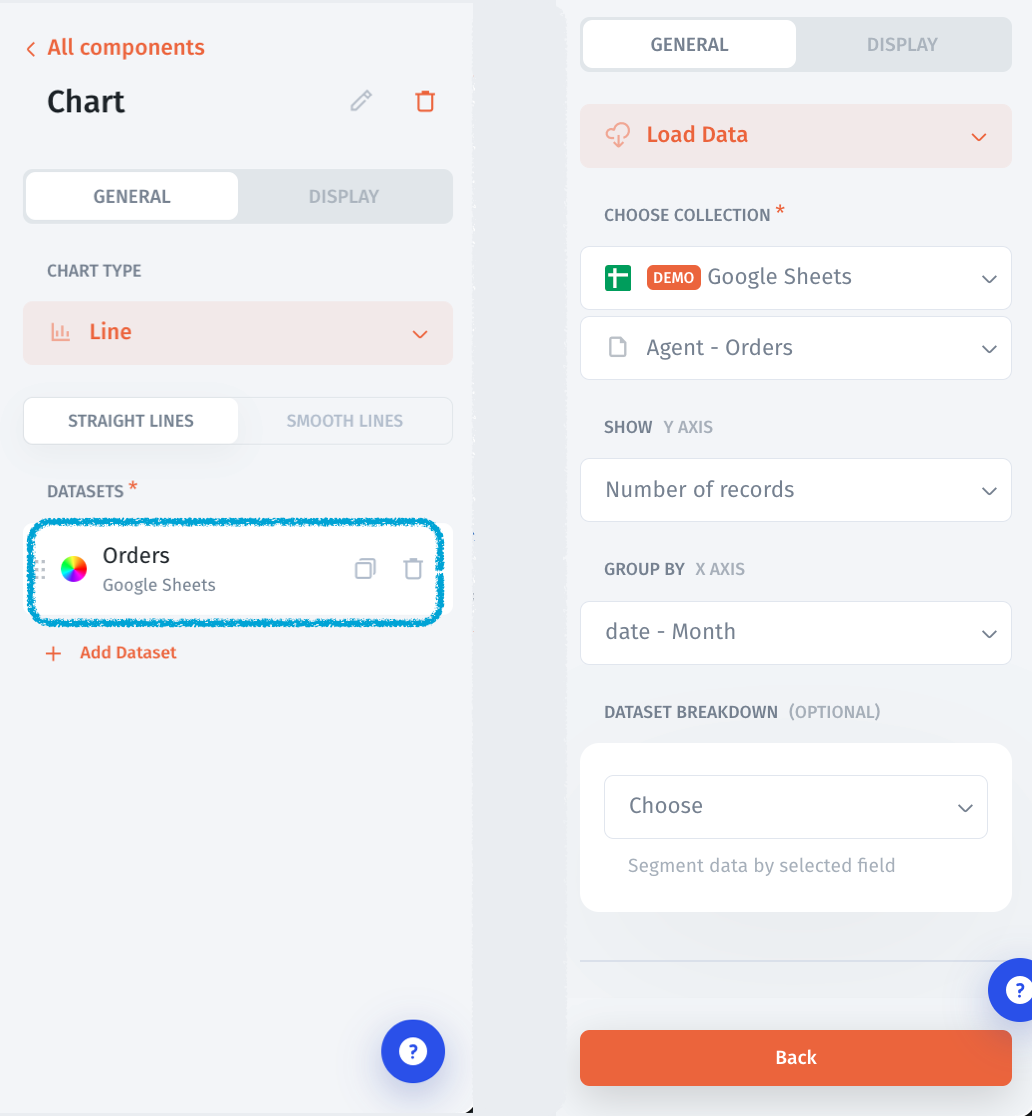 All components
Chart
GENERAL DISPLAY
CHART TYPE
Line
STRAIGHT LINES SMOOTH LINES
DATASETS *
Orders
Google Sheets
+ Add Dataset
?
GENERAL DISPLAY
Load Data
CHOOSE COLLECTION *
DEMO Google Sheets
Agent - Orders
SHOW Y AXIS
Number of records
GROUP BY X AXIS
date - Month
DATASET BREAKDOWN (OPTIONAL)
Choose
Segment data by selected field
?
Back